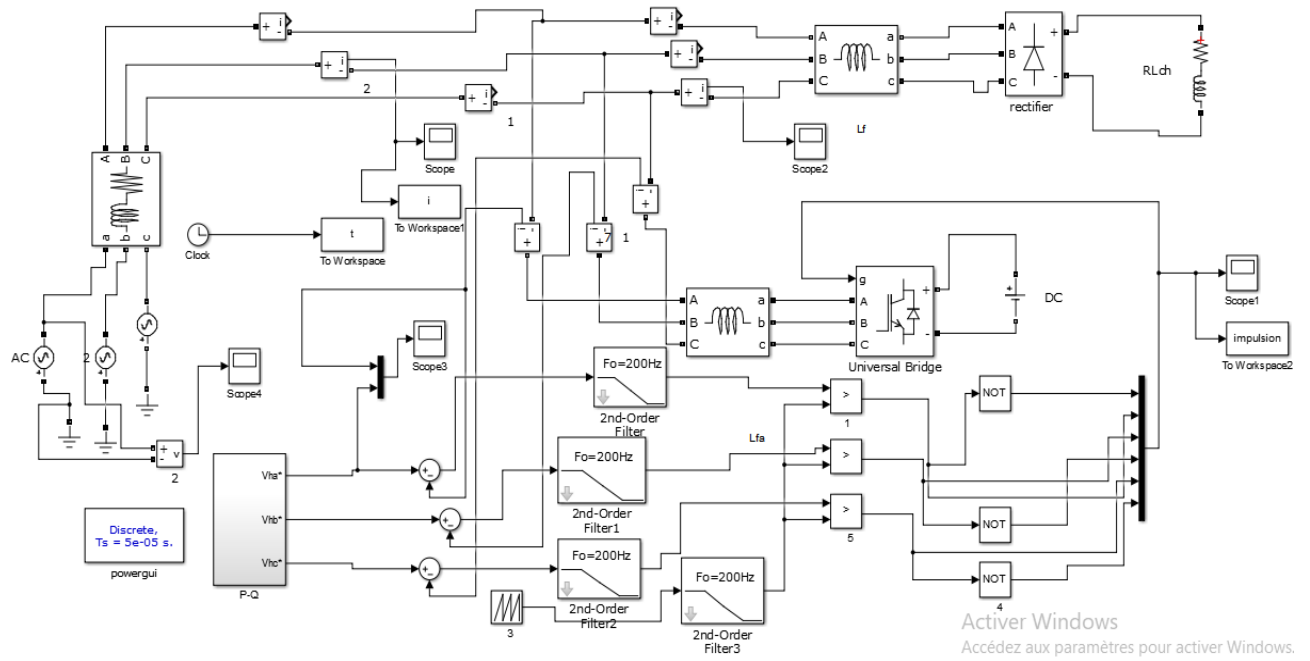 + i -
+ i -
+ i -
2
+ i -
1
+ i -
+ i -
A B C
a b c
Lf
A B C
+ -
rectifier
RLch
Scope
Scope2
A B C
a b c
i
To Workspace1
Clock
t
To Workspace
7
1
g
A B C
+ -
Universal Bridge
DC
Scope1
impulsion
To Workspace2
A B C
a b c
AC
2
Scope4
Scope3
+ - v
2
Fo=200Hz
2nd-Order
Filter
>
1
NOT
Lfa
Fo=200Hz
2nd-Order
Filter1
>
NOT
Vha*
Vhb*
Vhc*
P-Q
Discrete,
Ts = 5e-05 s.
powergui
Fo=200Hz
2nd-Order
Filter2
>
5
NOT
4
3
Fo=200Hz
2nd-Order
Filter3
Activer Windows
Accédez aux paramètres pour activer Windows.